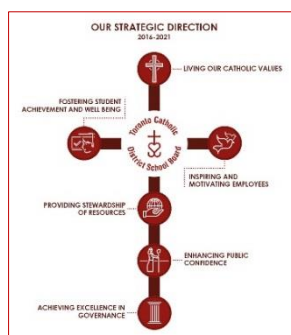 OUR STRATEGIC DIRECTION
2016-2021
LIVING OUR CATHOLIC VALUES
FOSTERING STUDENT
ACHIEVEMENT AND WELL BEING
Toronto Catholic
District School Board
INSPIRING AND
MOTIVATING EMPLOYEES
PROVIDING STEWARDSHIP
OF RESOURCES
ENHANCING PUBLIC
CONFIDENCE
ACHIEVING EXCELLENCE IN
GOVERNANCE